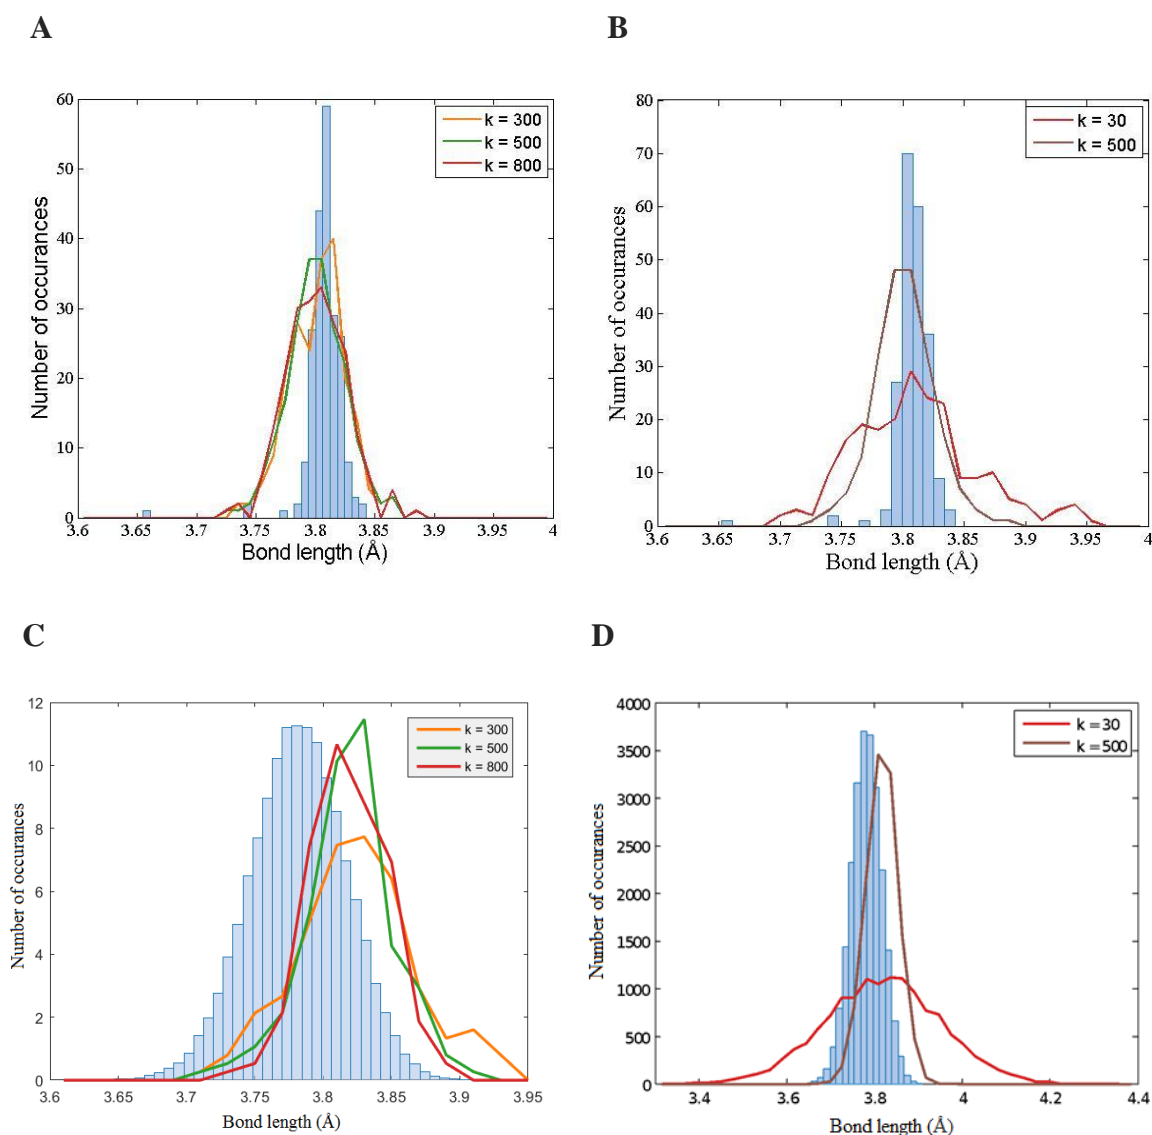 A
B
60
50
40
30
20
10
0
Number of occurances
k = 300
k = 500
k = 800
3.6
3.65
3.7
3.75
3.8
3.85
3.9
3.95
4
Bond length (Å)
80
70
60
50
40
30
20
10
0
Number of occurances
k = 30
k = 500
3.6
3.65
3.7
3.75
3.8
3.85
3.9
3.95
4
Bond length (Å)
C
D
12
10
8
6
4
2
0
Number of occurances
k = 300
k = 500
k = 800
3.6
3.65
3.7
3.75
3.8
3.85
3.9
3.95
Bond length (Å)
4000
3500
3000
2500
2000
1500
1000
500
0
Number of occurances
k = 30
k = 500
3.4
3.6
3.8
4
4.2
4.4
Bond length (Å)